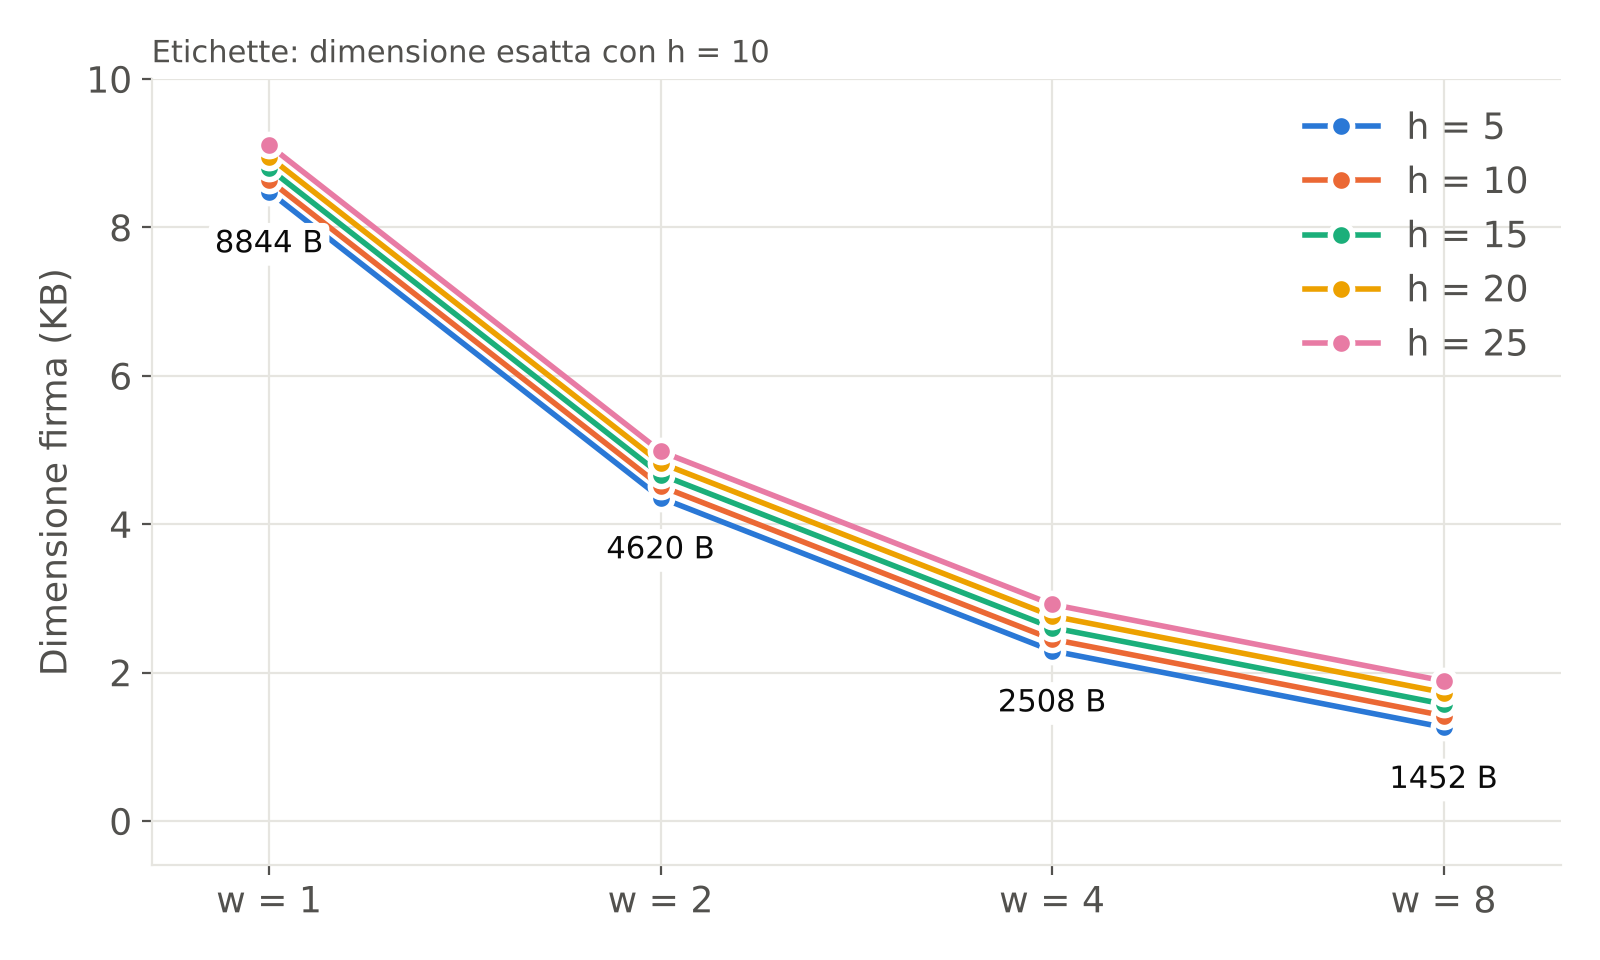 Etichette: dimensione esatta con h = 10
Dimensione firma (KB)
10
8
6
4
2
0
h = 5
h = 10
h = 15
h = 20
h = 25
8844 B
4620 B
2508 B
1452 B
w = 1
w = 2
w = 4
w = 8